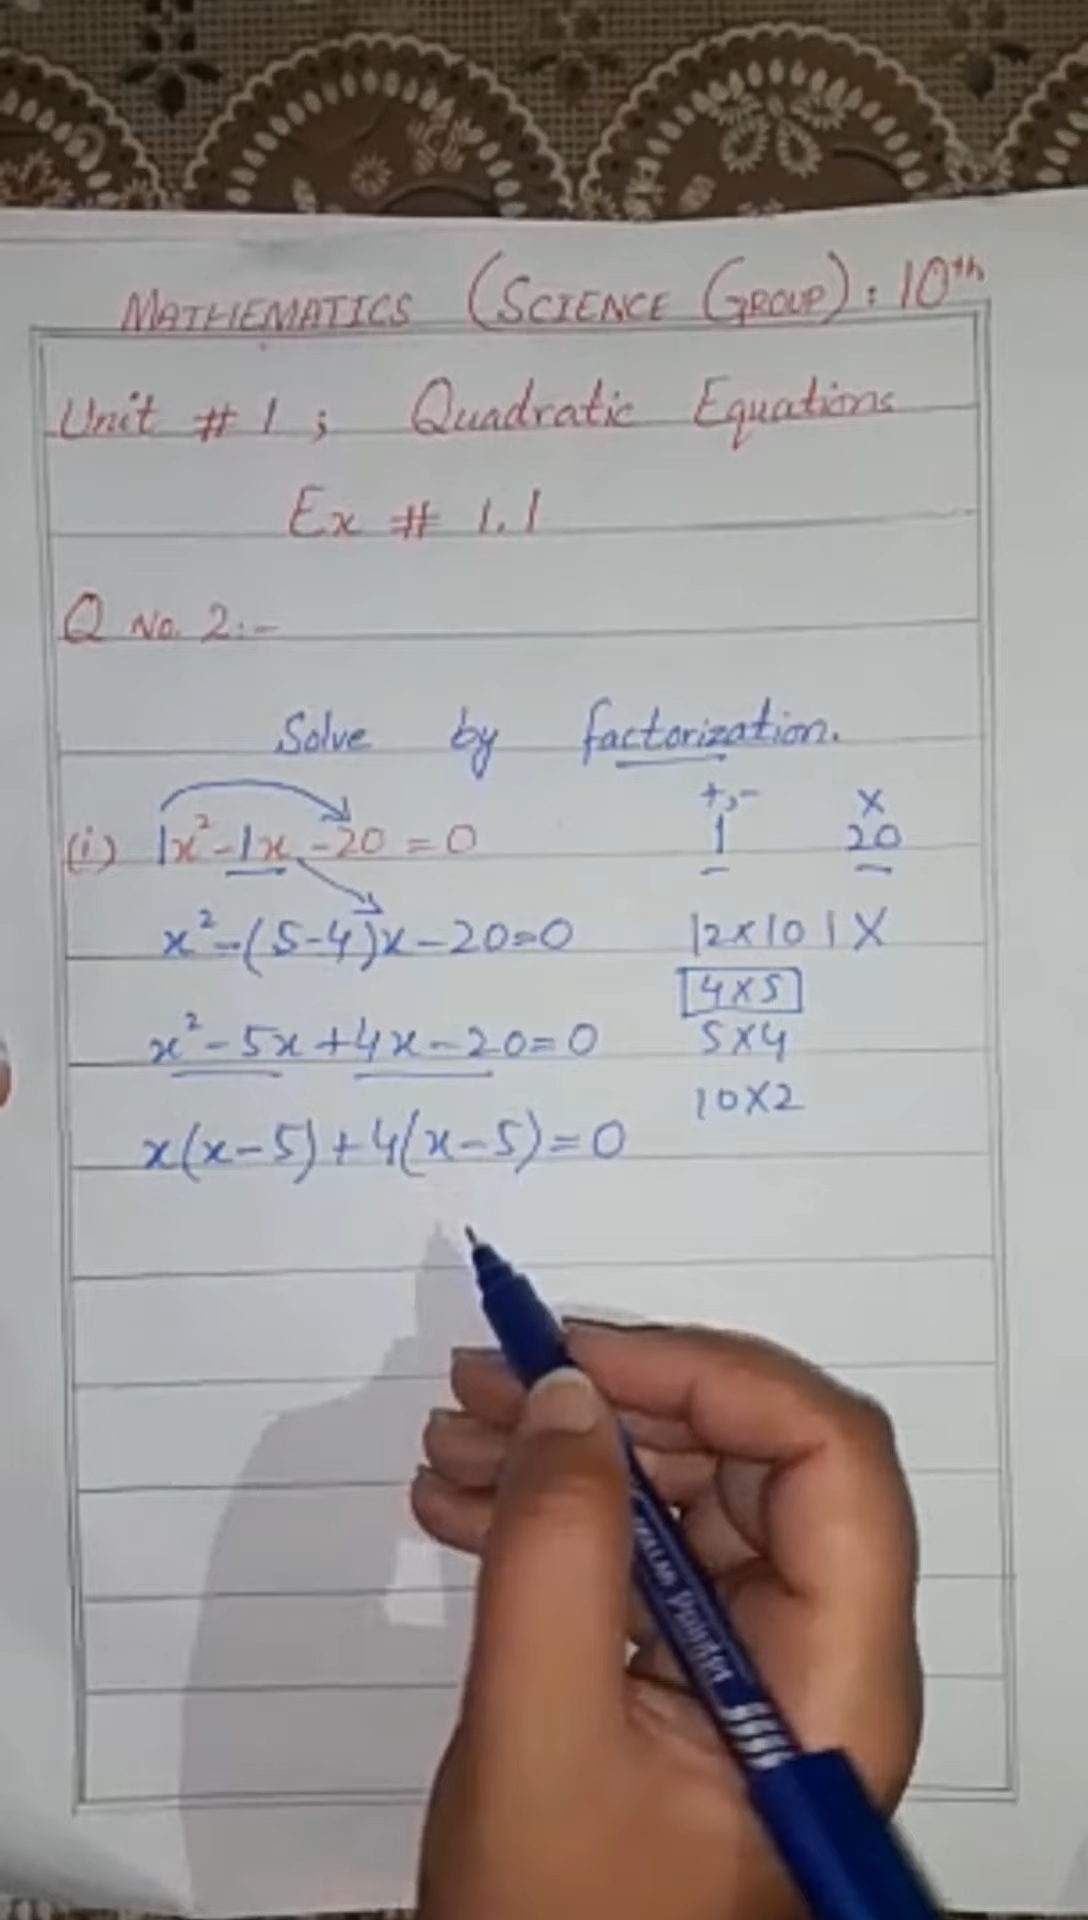 MATHEMATICS (SCIENCE GROUP): 10th
Unit # 1 ; Quadratic Equations
Ex # 1.1
Q No. 2:-
Solve by factorization.
+,- x
(i) 1x² - 1x - 20 = 0 1 20
x² - (5-4)x - 20 = 0 | 2 x 10 | X
4 x 5
x² - 5x + 4x - 20 = 0 5 x 4
10 x 2
x(x-5) + 4(x-5) = 0
Pointer